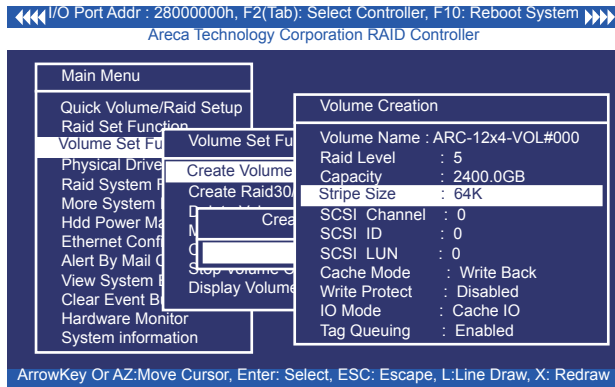 I/O Port Addr : 28000000h, F2(Tab): Select Controller, F10: Reboot System
Areca Technology Corporation RAID Controller
Main Menu
Quick Volume/Raid Setup
Raid Set Function
Volume Set Fu
Physical Drive
Raid System
More System
Hdd Power Ma
Ethernet Confi
Alert By Mail
View System
Clear Event
Hardware Monitor
System information
Volume Set Fu
Create Volume
Create Raid30/
Crea
Stop Volume
Display Volume
Volume Creation
Volume Name : ARC-12x4-VOL#000
Raid Level : 5
Capacity : 2400.0GB
Stripe Size : 64K
SCSI Channel : 0
SCSI ID : 0
SCSI LUN : 0
Cache Mode : Write Back
Write Protect : Disabled
IO Mode : Cache IO
Tag Queuing : Enabled
ArrowKey Or AZ:Move Cursor, Enter: Select, ESC: Escape, L:Line Draw, X: Redraw